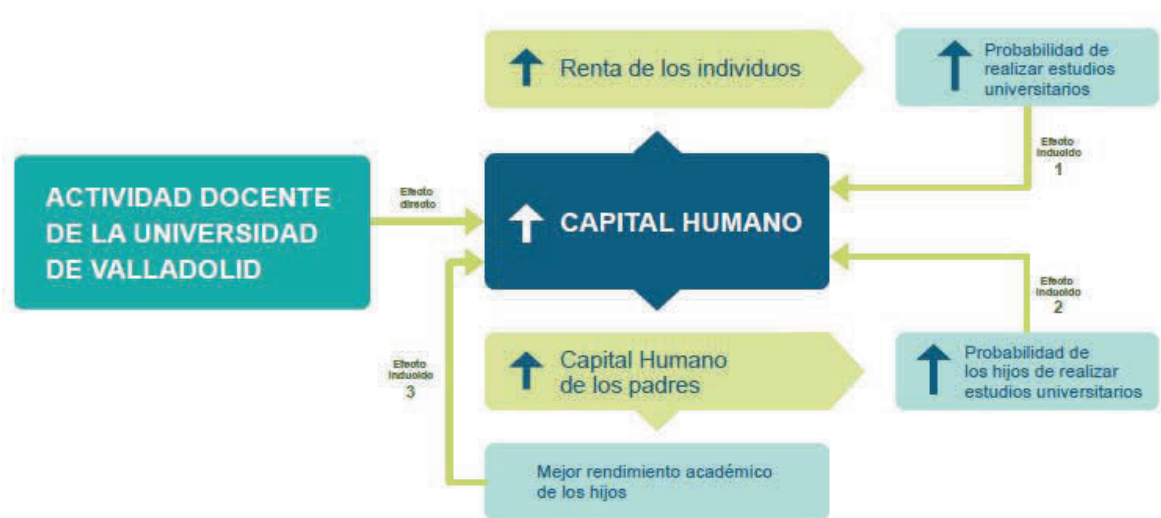 Renta de los individuos
Probabilidad de
realizar estudios
universitarios
Efecto
Inducido
1
ACTIVIDAD DOCENTE
DE LA UNIVERSIDAD
DE VALLADOLID
Efecto
directo
CAPITAL HUMANO
Efecto
Inducido
2
Efecto
Inducido
3
Capital Humano
de los padres
Probabilidad de
los hijos de realizar
estudios universitarios
Mejor rendimiento académico
de los hijos